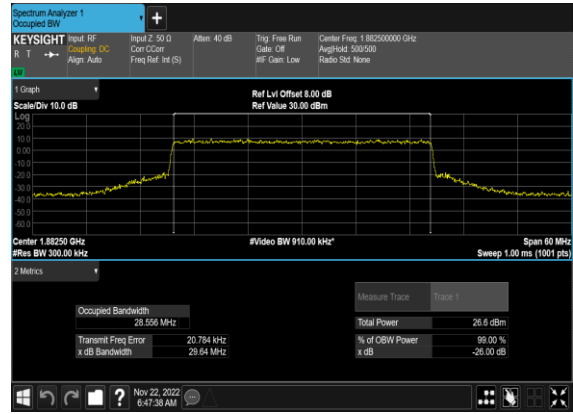 Spectrum Analyzer 1
Occupied BW
+
KEYSIGHT
R T
LW
Input: RF
Coupling: DC
Align: Auto
Input Z: 50 Ω
Corr CCorr
Freq Ref: Int (S)
Atten: 40 dB
Trig: Free Run
Gate: Off
#IF Gain: Low
Center Freq: 1.882500000 GHz
Avg|Hold: 500/500
Radio Std: None
1 Graph
Scale/Div 10.0 dB
Ref Lvl Offset 8.00 dB
Ref Value 30.00 dBm
Log
20.0
10.0
0.00
-10.0
-20.0
-30.0
-40.0
-50.0
-60.0
Center 1.88250 GHz
#Res BW 300.00 kHz
#Video BW 910.00 kHz*
Span 60 MHz
Sweep 1.00 ms (1001 pts)
2 Metrics
Measure Trace Trace 1
Occupied Bandwidth
28.556 MHz
Total Power 26.6 dBm
Transmit Freq Error 20.784 kHz
% of OBW Power 99.00 %
x dB Bandwidth 29.64 MHz
x dB -26.00 dB
?
Nov 22, 2022
6:47:38 AM